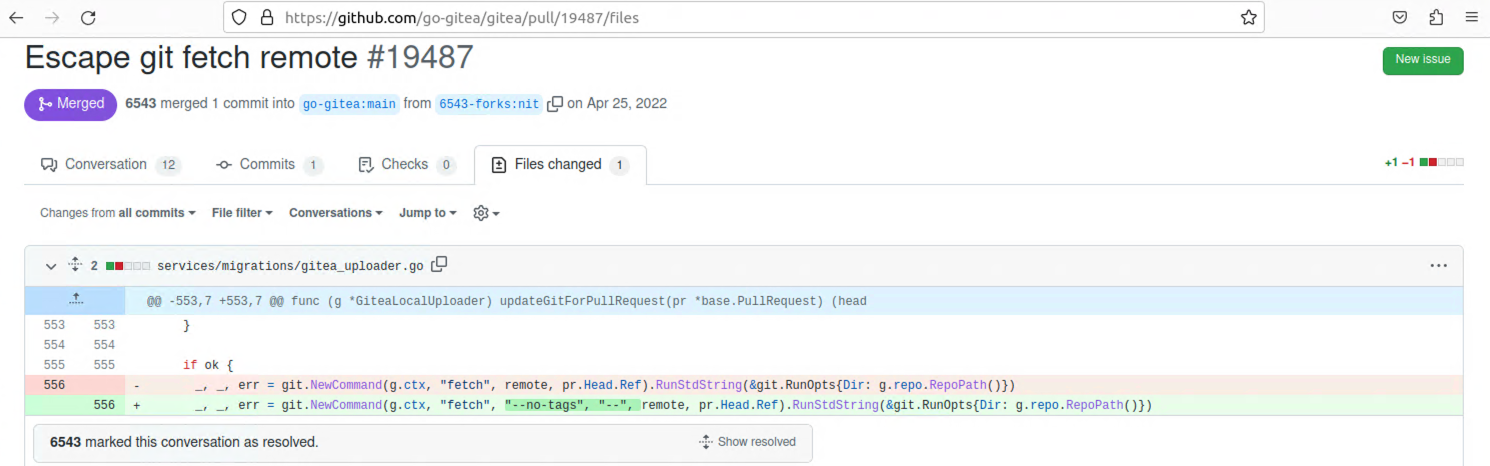 https://github.com/go-gitea/gitea/pull/19487/files
Escape git fetch remote #19487
New issue
Merged 6543 merged 1 commit into go-gitea:main from 6543-forks:nit on Apr 25, 2022
Conversation 12 Commits 1 Checks 0 Files changed 1 +1 −1
Changes from all commits File filter Conversations Jump to
2 services/migrations/gitea_uploader.go
@@ -553,7 +553,7 @@ func (g *GiteaLocalUploader) updateGitForPullRequest(pr *base.PullRequest) (head
553 553 }
554 554
555 555 if ok {
556 - _, _, err = git.NewCommand(g.ctx, "fetch", remote, pr.Head.Ref).RunStdString(&git.RunOpts{Dir: g.repo.RepoPath()})
556 + _, _, err = git.NewCommand(g.ctx, "fetch", "--no-tags", "--", remote, pr.Head.Ref).RunStdString(&git.RunOpts{Dir: g.repo.RepoPath()})
6543 marked this conversation as resolved. Show resolved